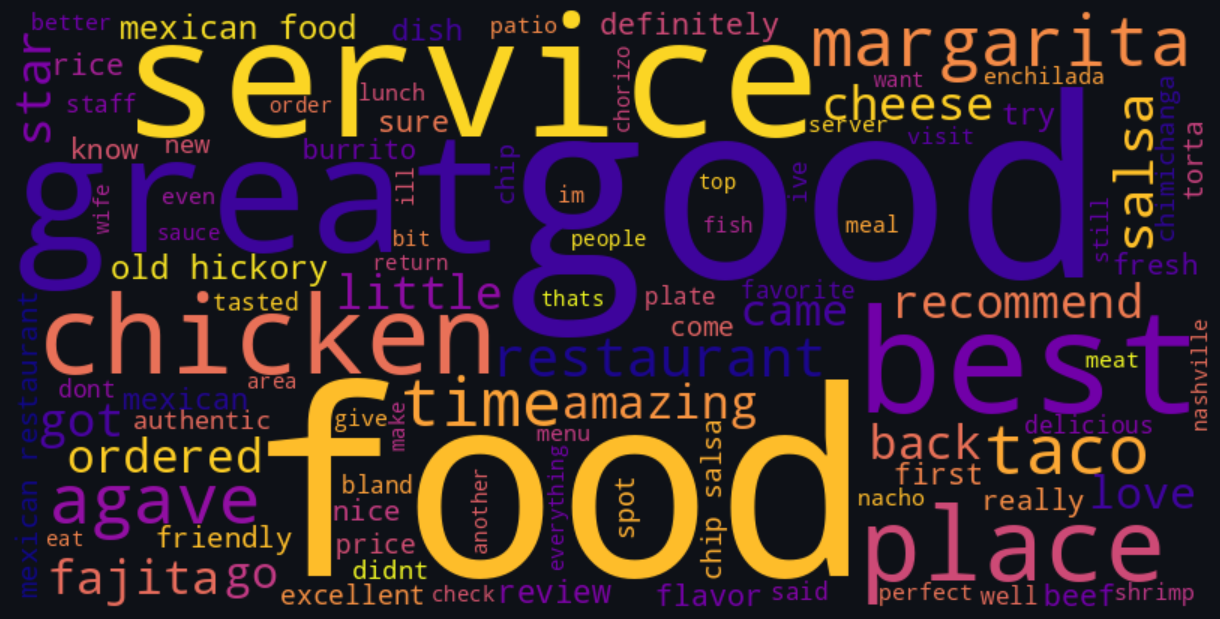 better
mexican food
dish
patio
definitely
margarita
star
rice
service
chorizo
want
enchilada
staff
order
lunch
sure
cheese
server
try
visit
salsa
chimichanga
torta
know
new
burrito
great
good
chip
ill
im
top
ive
wife
even
sauce
fish
meal
still
bit
people
fresh
old hickory
return
tasted
little
thats
plate
favorite
came
come
recommend
chicken
restaurant
best
meat
nashville
mexican restaurant
area
dont
mexican
got
authentic
give
make
time
amazing
menu
delicious
ordered
food
back
taco
first
agave
bland
nice
another
everything
spot
chip salsa
nacho
really
love
eat
friendly
price
didnt
place
fajita
go
excellent
check
review
flavor
said
perfect
well
beef
shrimp